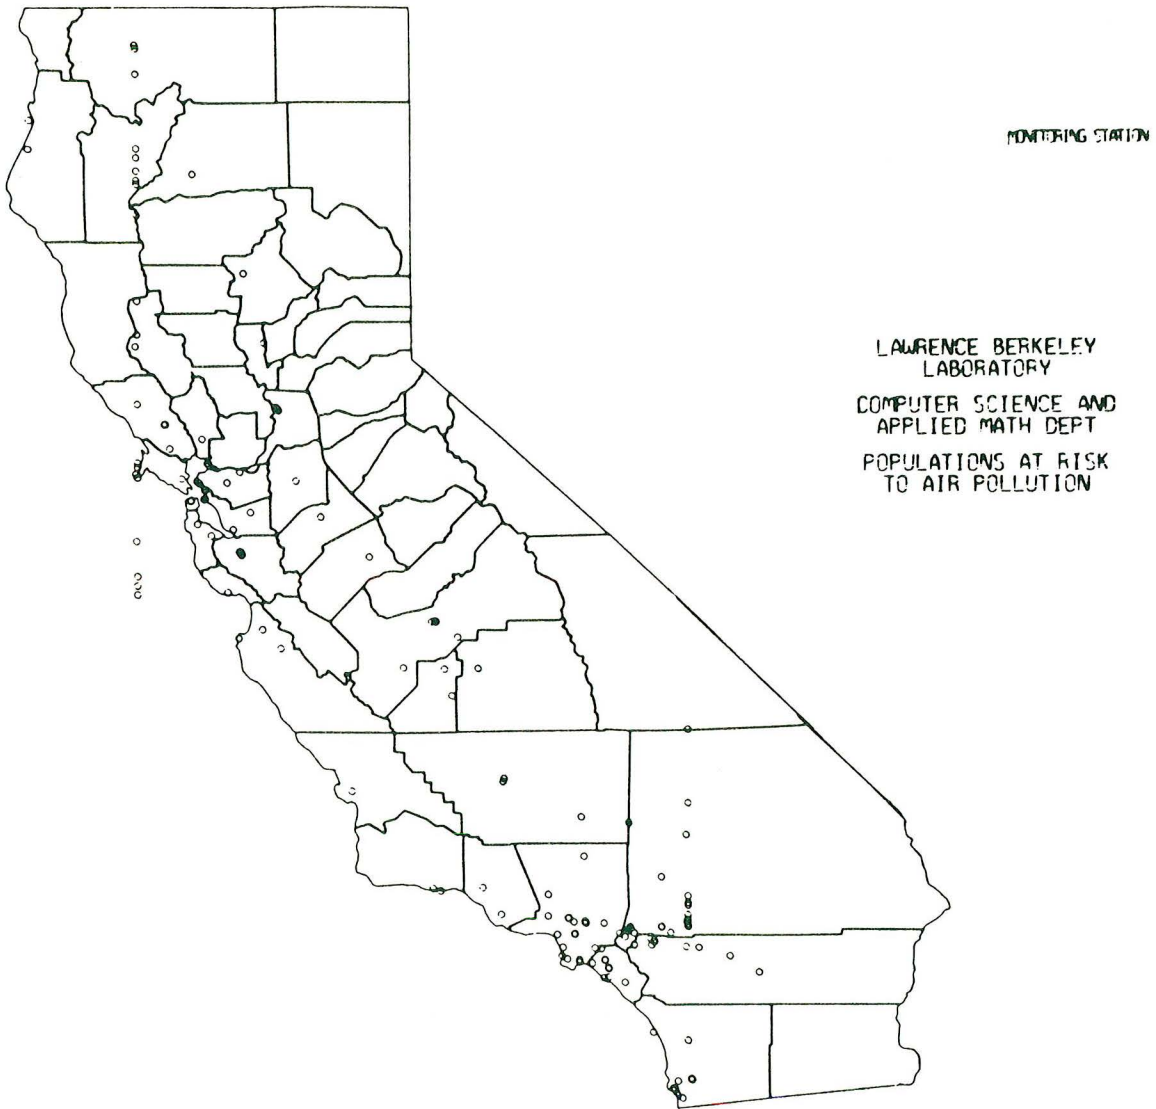 MONITORING STATION
LAWRENCE BERKELEY
LABORATORY
COMPUTER SCIENCE AND
APPLIED MATH DEPT
POPULATIONS AT RISK
TO AIR POLLUTION